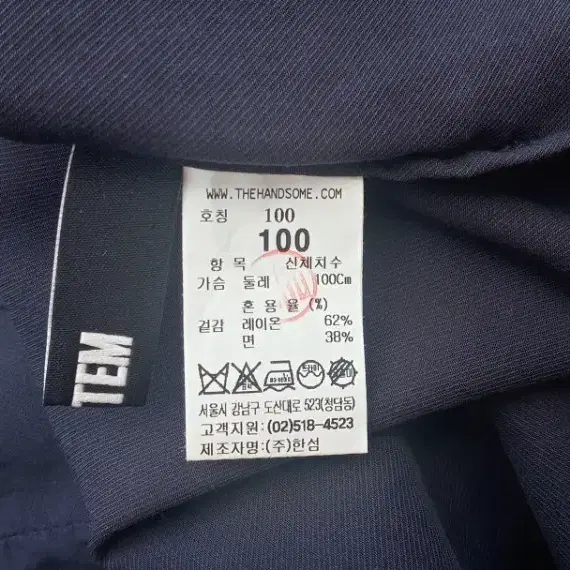 WWW.THEHANDSOME.COM
호칭 100
100
항 목 신체치수
가슴 둘레 100Cm
혼 용 율 (%)
겉감 레이온 62%
면 38%
드라이
서울시 강남구 도산대로 523(청담동)
고객지원: (02)518-4523
제조자명:(주)한섬
TEM